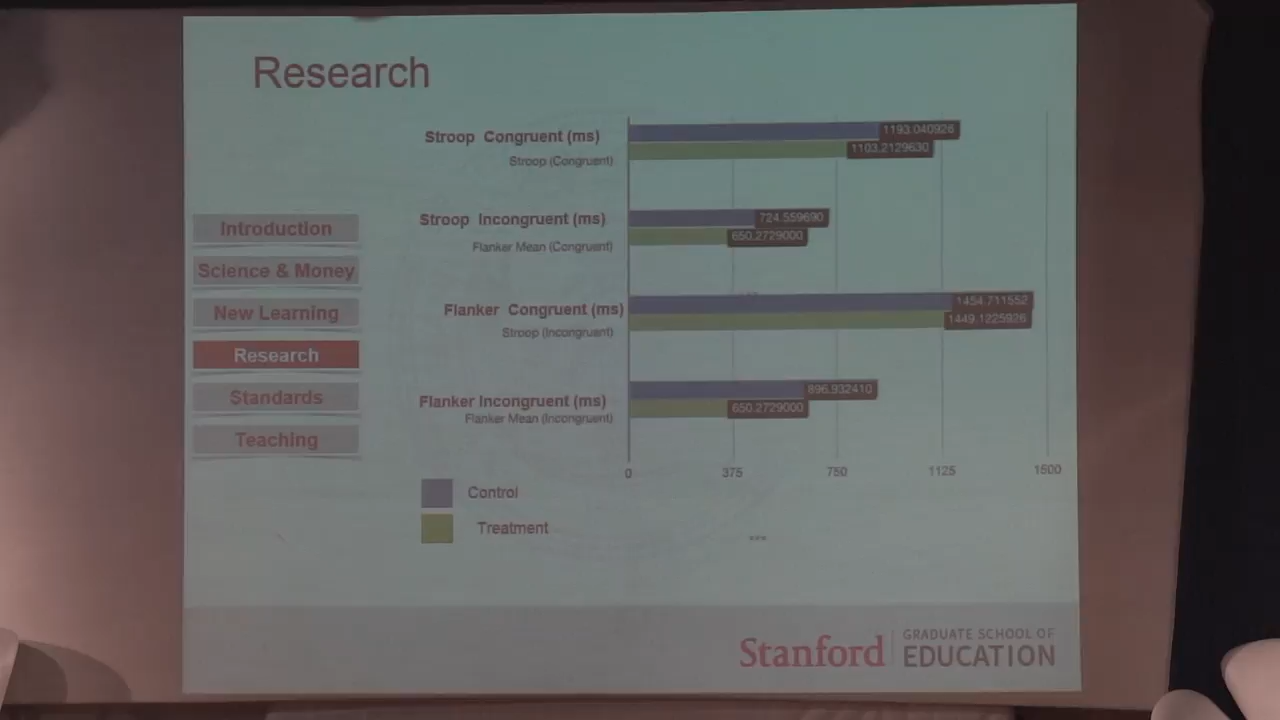 Research
Introduction
Science & Money
New Learning
Research
Standards
Teaching
Stroop Congruent (ms)
Stroop (Congruent)
1193.040926
1103.2129630
Stroop Incongruent (ms)
Flanker Mean (Congruent)
724.559690
650.2729000
Flanker Congruent (ms)
Stroop (Incongruent)
1454.711552
1449.1225926
Flanker Incongruent (ms)
Flanker Mean (Incongruent)
896.932410
650.2729000
0 375 750 1125 1500
Control
Treatment
***
Stanford
GRADUATE SCHOOL OF
EDUCATION